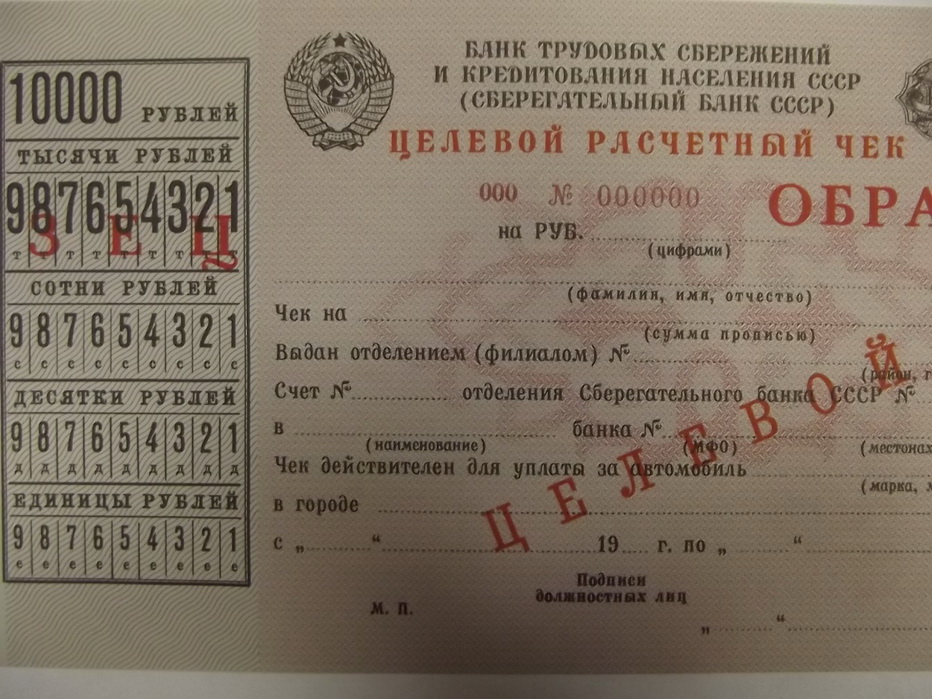 10000 РУБЛЕЙ
ТЫСЯЧИ РУБЛЕЙ
9 8 7 6 5 4 3 2 1
Т Т Т Т Т Т Т Т Т
ЗЕЦ
СОТНИ РУБЛЕЙ
9 8 7 6 5 4 3 2 1
С С С С С С С С С
ДЕСЯТКИ РУБЛЕЙ
9 8 7 6 5 4 3 2 1
Д Д Д Д Д Д Д Д Д
ЕДИНИЦЫ РУБЛЕЙ
9 8 7 6 5 4 3 2 1
е е е е е е е е е
БАНК ТРУДОВЫХ СБЕРЕЖЕНИЙ
И КРЕДИТОВАНИЯ НАСЕЛЕНИЯ СССР
(СБЕРЕГАТЕЛЬНЫЙ БАНК СССР)
ЦЕЛЕВОЙ РАСЧЕТНЫЙ ЧЕК
000 № 000000
ОБРА
на РУБ.
(цифрами)
(фамилия, имя, отчество)
Чек на
(сумма прописью)
Выдан отделением (филиалом) №
(район, г
Счет № отделения Сберегательного банка СССР №
в банка №
(наименование) (МФО) (местонах
Чек действителен для уплаты за автомобиль
(марка,
в городе
ЦЕЛЕВОЙ
с „ “ 19 г. по „ “
Подписи
должностных лиц
М. П.
„ “